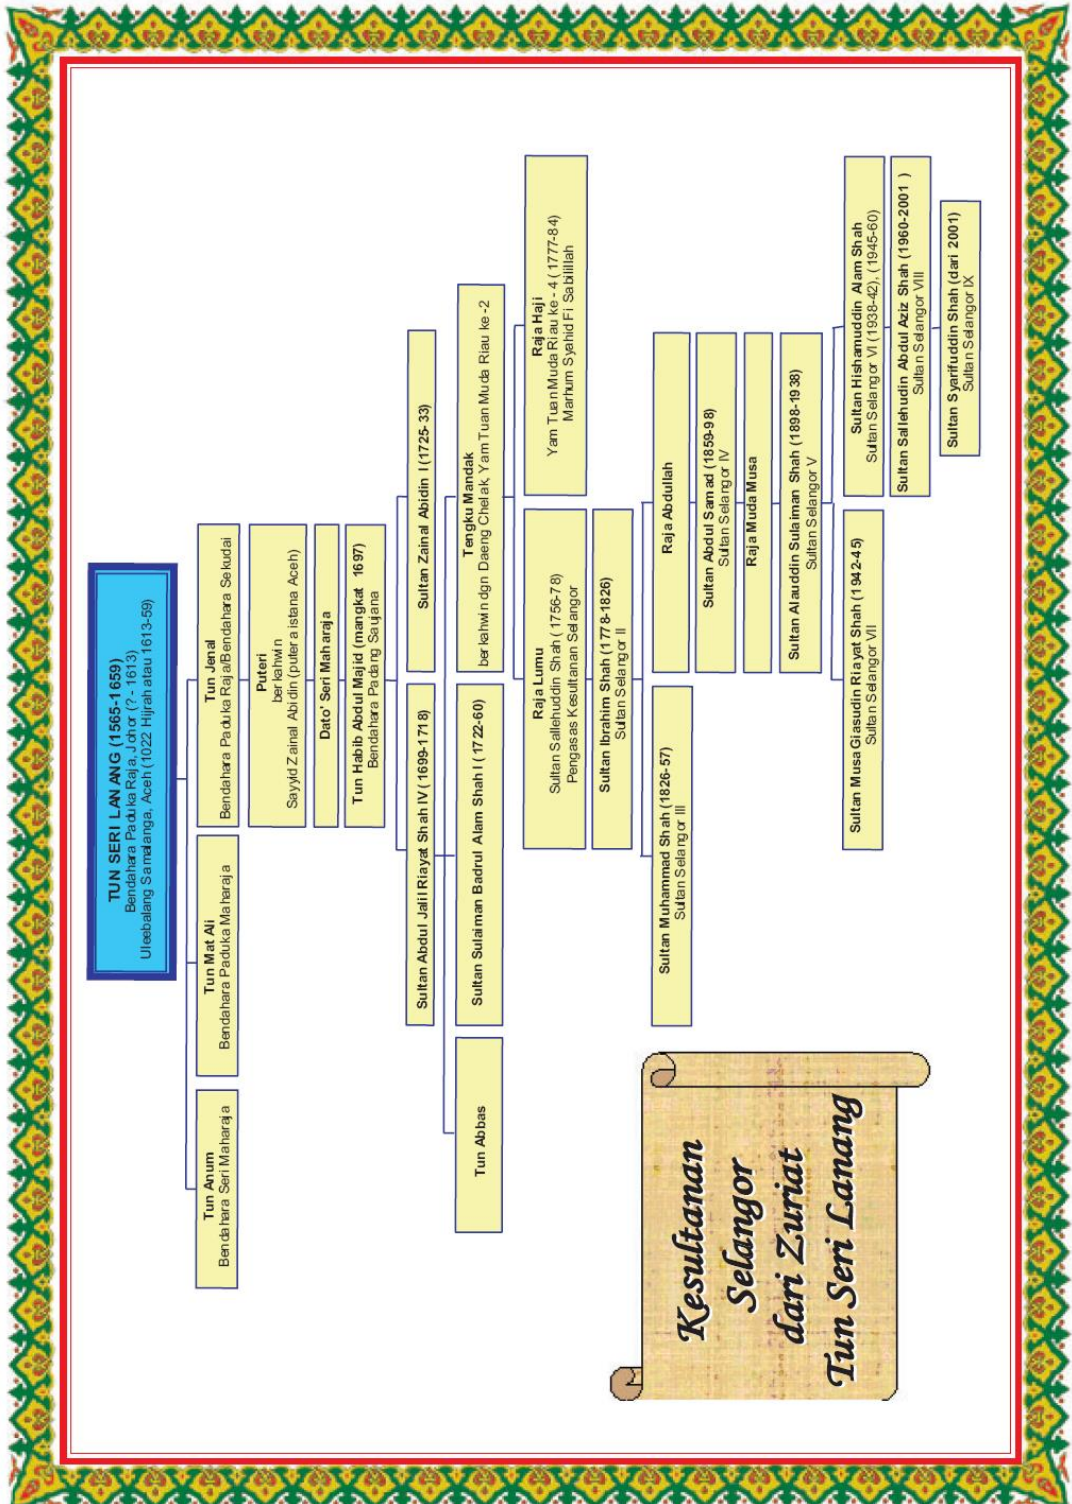 TUN SERI LANANG (1565-1659)
Bendahara Paduka Raja, Johor (? - 1613)
Uleebalang Samalanga, Aceh (1022 Hijrah atau 1613-59)
Tun Anum
Bendahara Seri Maharaja
Tun Mat Ali
Bendahara Paduka Maharaja
Tun Jenal
Bendahara Paduka Raja/Bendahara Sekudai
Puteri
berkahwin
Sayyid Zainal Abidin (putera istana Aceh)
Dato' Seri Maharaja
Tun Habib Abdul Majid (mangkat 1697)
Bendahara Padang Saujana
Sultan Abdul Jalil Riayat Shah IV (1699-1718)
Sultan Zainal Abidin I (1725-33)
Tun Abbas
Sultan Sulaiman Badrul Alam Shah I (1722-60)
Tengku Mandak
berkahwin dgn Daeng Chelak, Yam Tuan Muda Riau ke -2
Raja Lumu
Sultan Sallehuddin Shah (1756-78)
Pengasas Kesultanan Selangor
Raja Haji
Yam Tuan Muda Riau ke - 4 (1777-84)
Marhum Syahid Fi Sabilillah
Sultan Ibrahim Shah (1778-1826)
Sultan Selangor II
Sultan Muhammad Shah (1826-57)
Sultan Selangor III
Raja Abdullah
Sultan Abdul Samad (1859-98)
Sultan Selangor IV
Raja Muda Musa
Sultan Alauddin Sulaiman Shah (1898-1938)
Sultan Selangor V
Sultan Musa Giasudin Riayat Shah (1942-45)
Sultan Selangor VII
Sultan Hishamuddin Alam Shah
Sultan Selangor VI (1938-42), (1945-60)
Sultan Sallehudin Abdul Aziz Shah (1960-2001 )
Sultan Selangor VIII
Sultan Syarifuddin Shah (dari 2001)
Sultan Selangor IX
Kesultanan
Selangor
dari Zuriat
Tun Seri Lanang